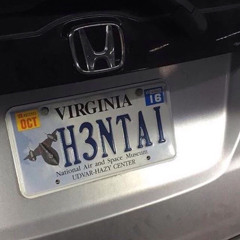 OCT
VIRGINIA
16
H3NTAI
National Air and Space Museum
UDVAR-HAZY CENTER